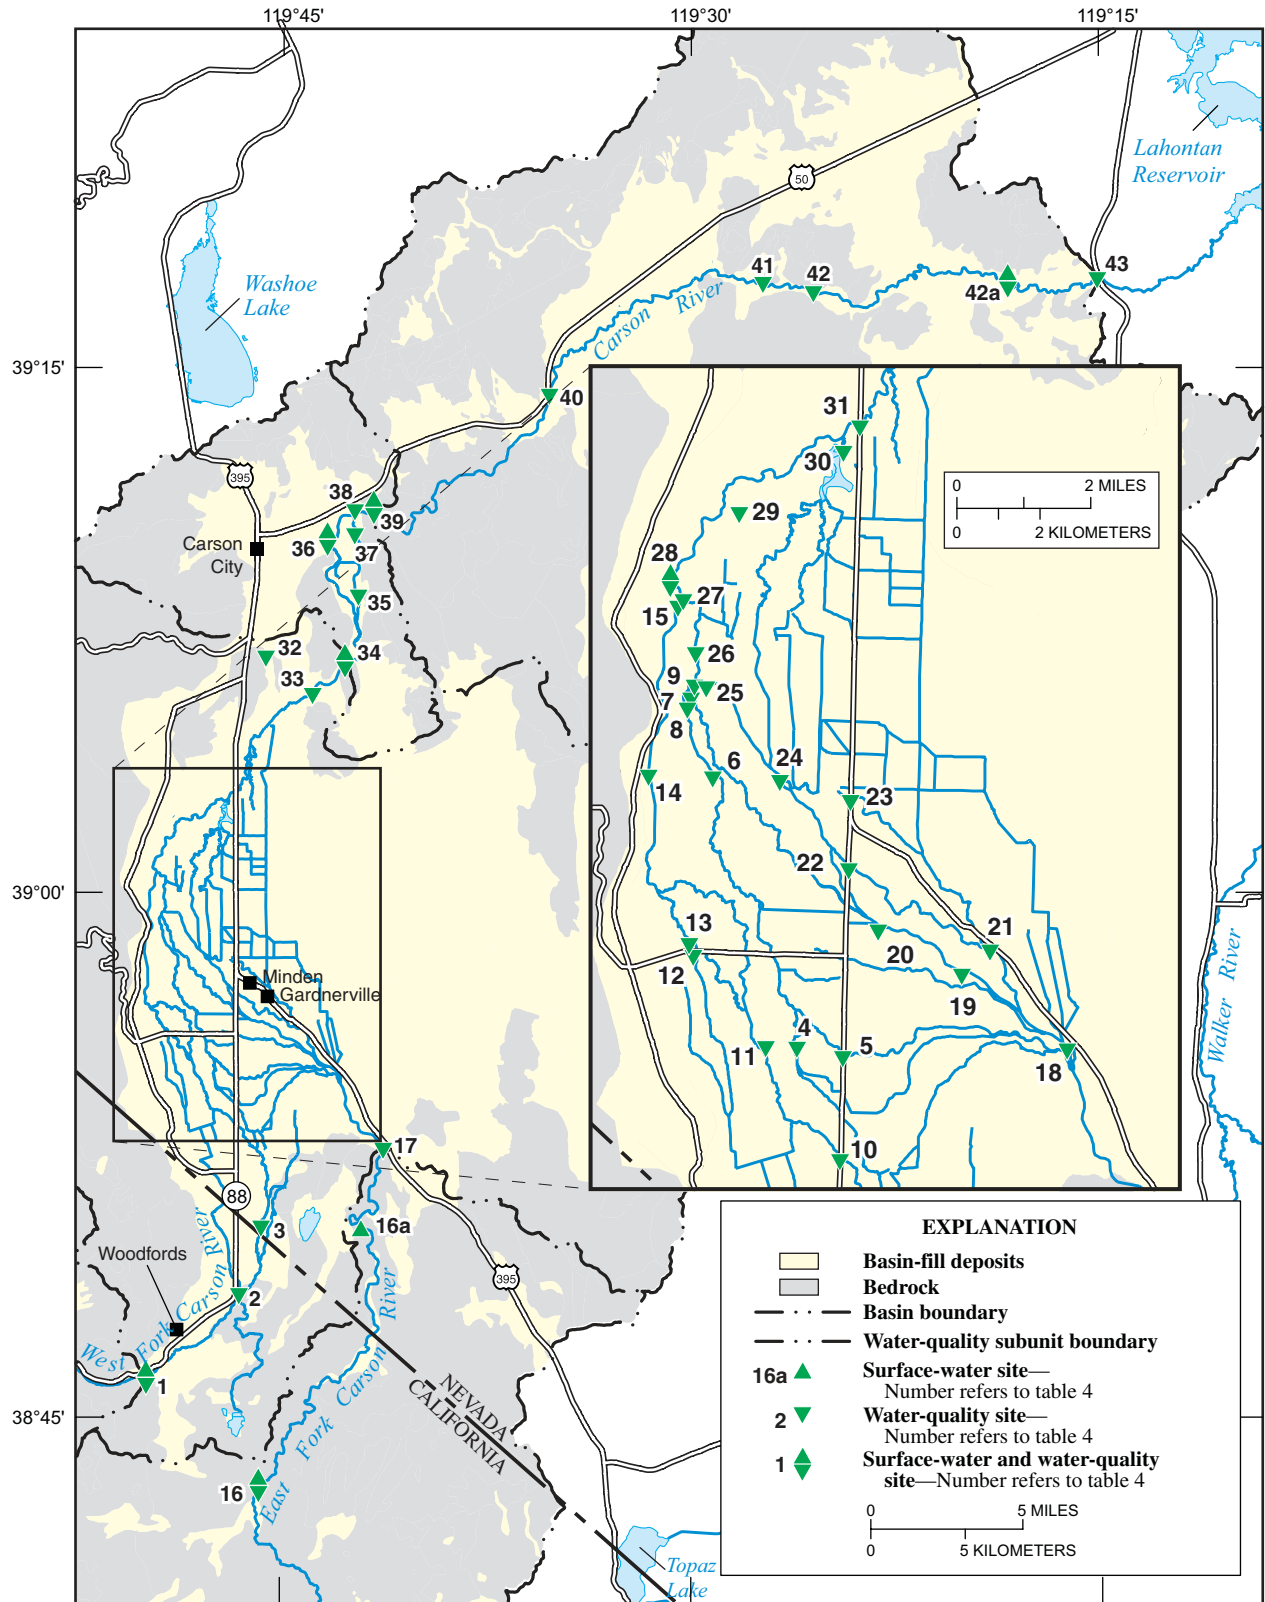 119°45'
119°30'
119°15'
Lahontan
Reservoir
50
Washoe
Lake
41
42
42a
43
Carson River
39°15'
40
31
30
0 2 MILES
0 2 KILOMETERS
395
38
39
36
37
Carson
City
29
28
27
15
35
32
34
33
26
9
25
7
8
6
24
14
23
22
39°00'
13
21
20
12
19
Minden
Gardnerville
4
5
11
18
10
Walker River
17
88
3
16a
Woodfords
2
395
West Fork Carson River
1
East Fork Carson River
NEVADA
CALIFORNIA
38°45'
16
Topaz
Lake
EXPLANATION
Basin-fill deposits
Bedrock
Basin boundary
Water-quality subunit boundary
16a Surface-water site—
Number refers to table 4
2 Water-quality site—
Number refers to table 4
1 Surface-water and water-quality
site—Number refers to table 4
0 5 MILES
0 5 KILOMETERS